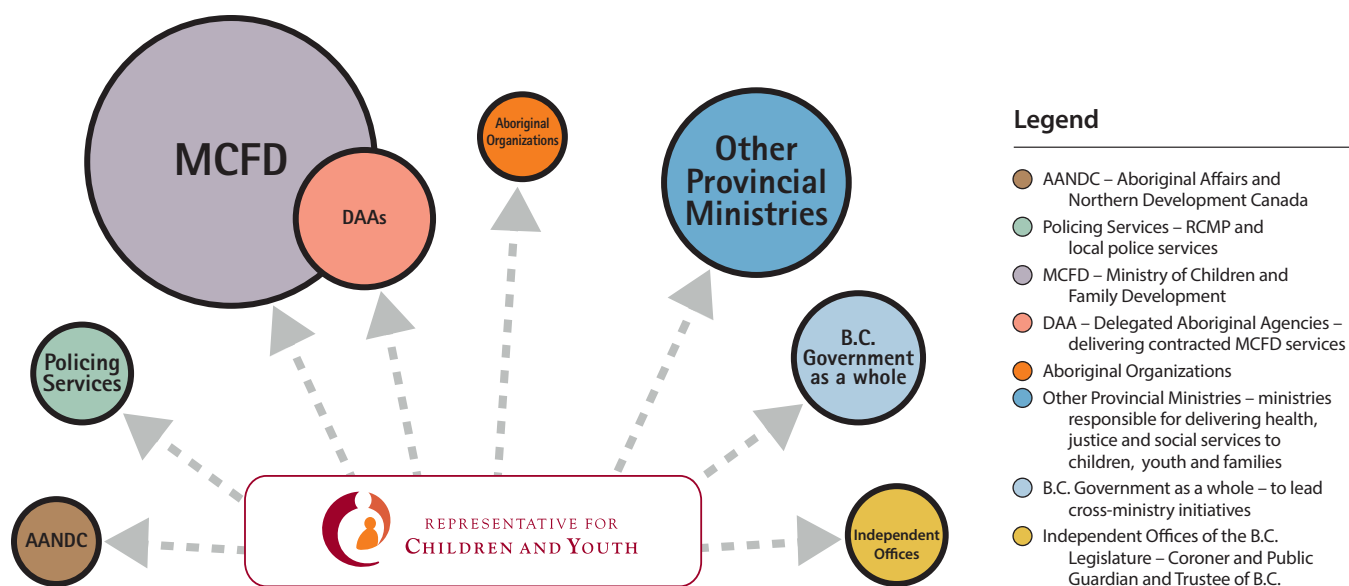 MCFD
DAAs
Aboriginal
Organizations
Other
Provincial
Ministries
Policing
Services
B.C.
Government
as a whole
AANDC
REPRESENTATIVE FOR
CHILDREN AND YOUTH
Independent
Offices
Legend
AANDC – Aboriginal Affairs and
Northern Development Canada
Policing Services – RCMP and
local police services
MCFD – Ministry of Children and
Family Development
DAA – Delegated Aboriginal Agencies –
delivering contracted MCFD services
Aboriginal Organizations
Other Provincial Ministries – ministries
responsible for delivering health,
justice and social services to
children, youth and families
B.C. Government as a whole – to lead
cross-ministry initiatives
Independent Offices of the B.C.
Legislature – Coroner and Public
Guardian and Trustee of B.C.